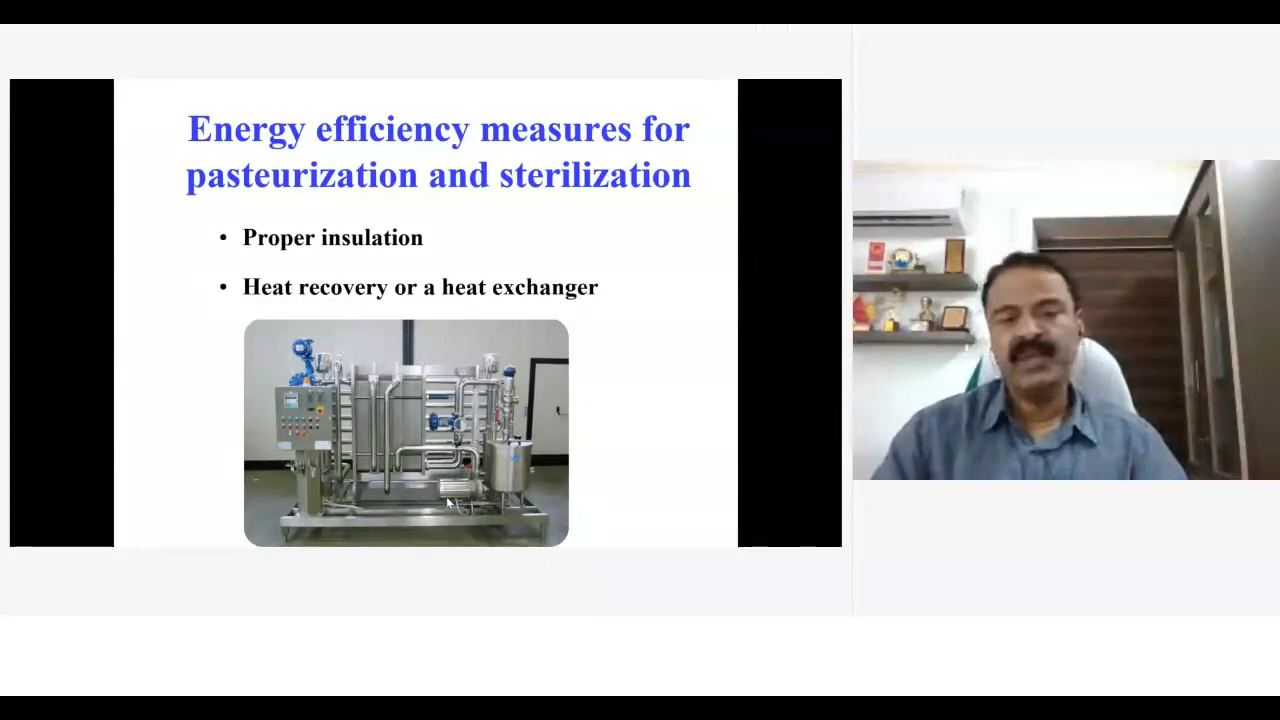 Energy efficiency measures for
pasteurization and sterilization
• Proper insulation
• Heat recovery or a heat exchanger